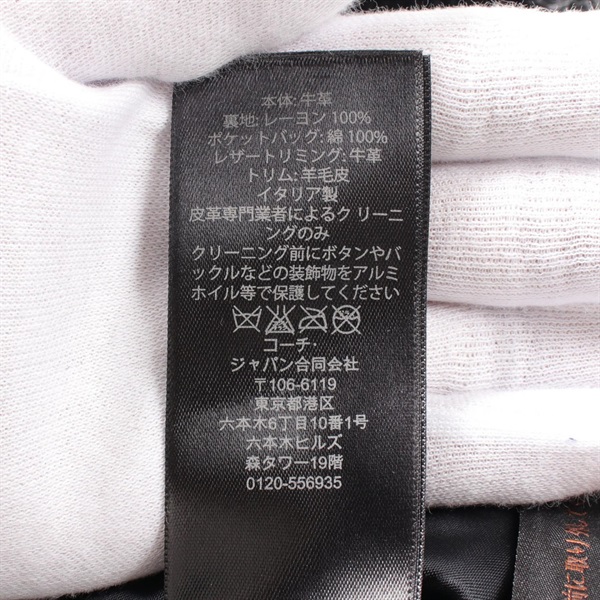 本体: 牛革
裏地: レーヨン 100%
ポケットバッグ: 綿 100%
レザートリミング: 牛革
トリム: 羊毛皮
イタリア製
皮革専門業者によるクリーニ
ングのみ
クリーニング前にボタンやバ
ックルなどの装飾物をアルミ
ホイル等で保護してください
コーチ・
ジャパン合同会社
〒106-6119
東京都港区
六本木6丁目10番1号
六本木ヒルズ
森タワー19階
0120-556935